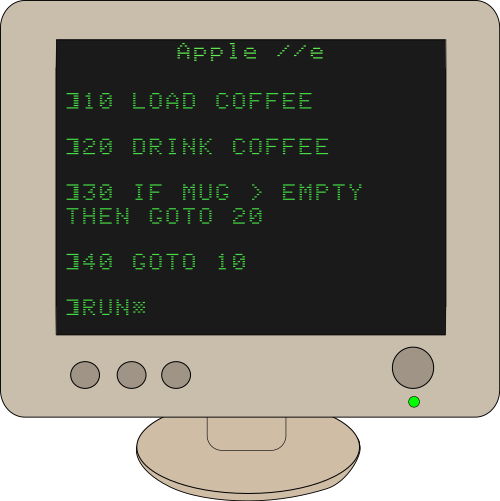 Apple //e
]10 LOAD COFFEE
]20 DRINK COFFEE
]30 IF MUG > EMPTY
THEN GOTO 20
]40 GOTO 10
]RUN